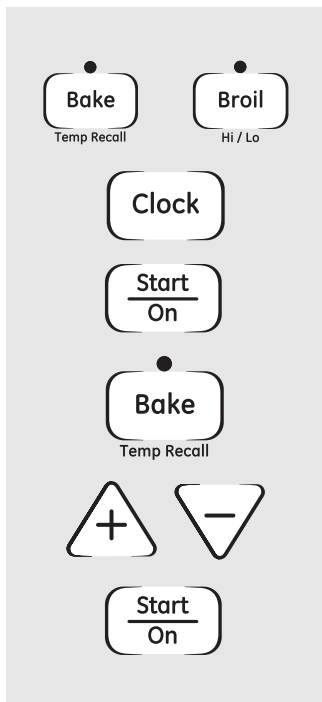 Bake Broil
Temp Recall Hi / Lo
Clock
Start
On
Bake
Temp Recall
+ −
Start
On